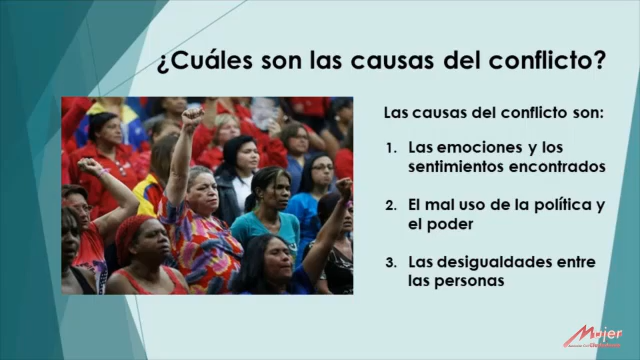 ¿Cuáles son las causas del conflicto?
Las causas del conflicto son:
1. Las emociones y los
sentimientos encontrados
2. El mal uso de la política y
el poder
3. Las desigualdades entre
las personas
Mujer